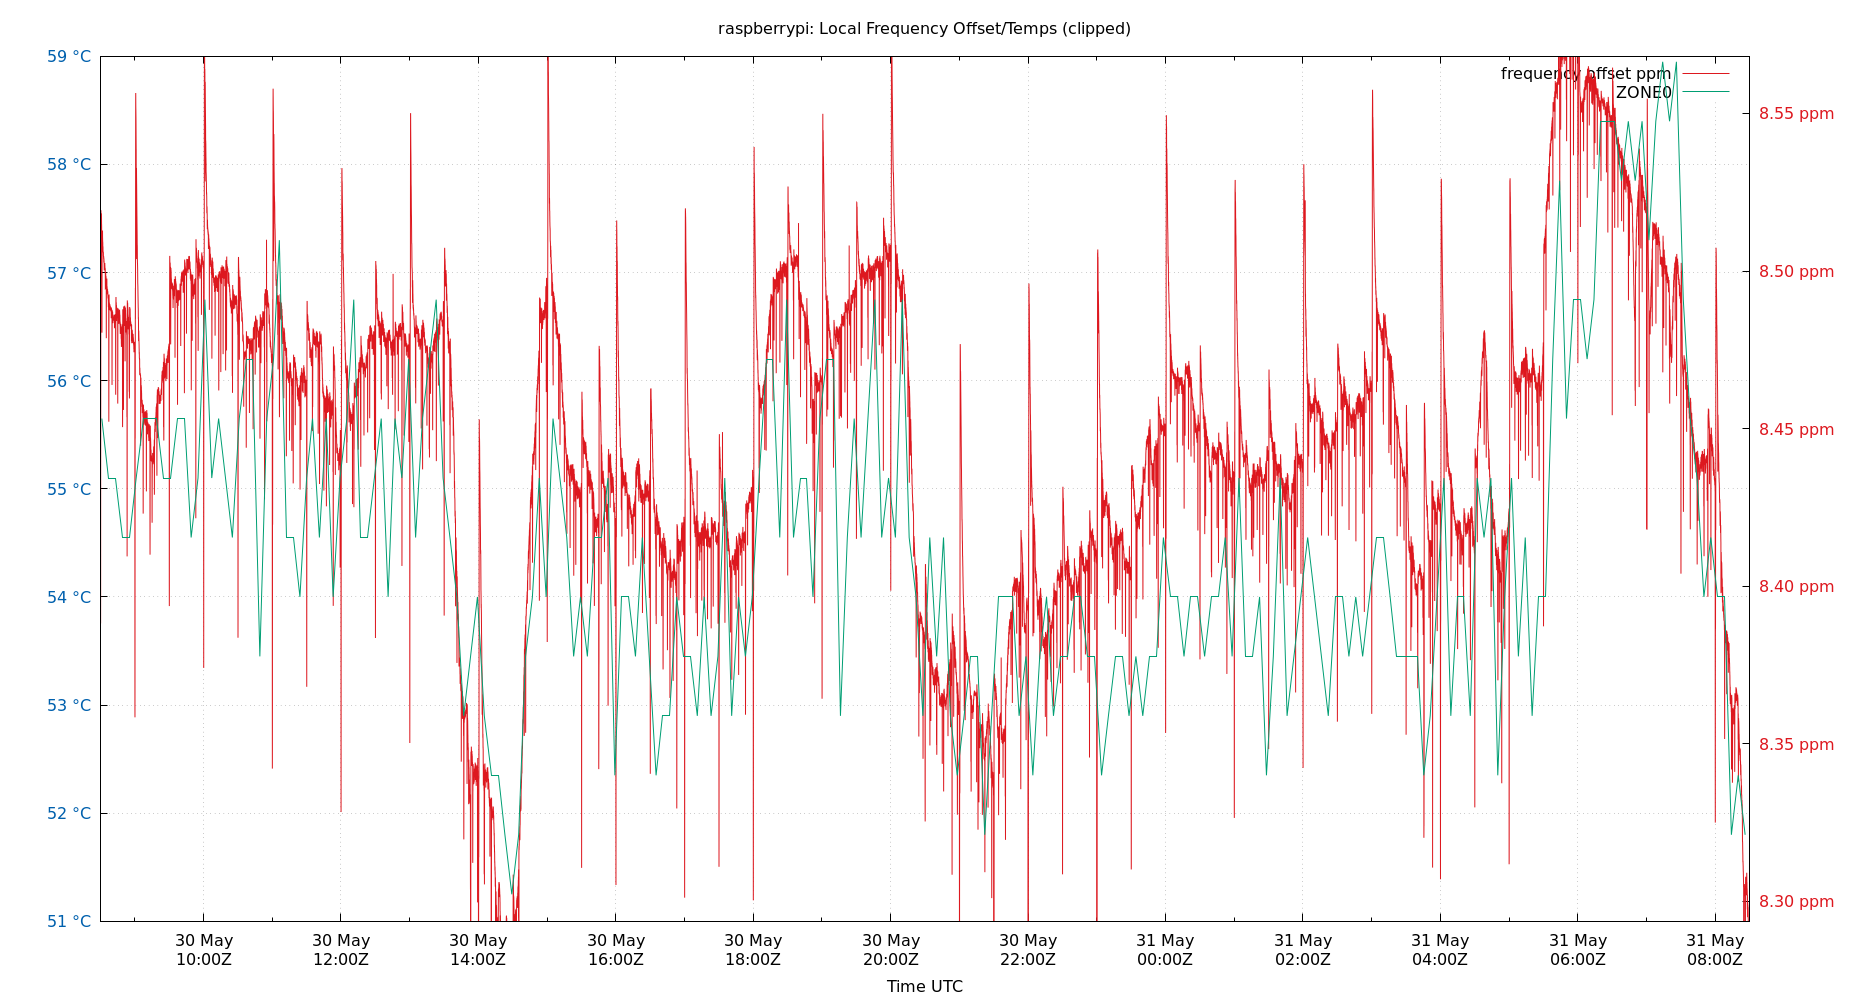 raspberrypi: Local Frequency Offset/Temps (clipped)
59 °C
58 °C
57 °C
56 °C
55 °C
54 °C
53 °C
52 °C
51 °C
frequency offset ppm
ZONE0
8.55 ppm
8.50 ppm
8.45 ppm
8.40 ppm
8.35 ppm
8.30 ppm
30 May 30 May 30 May 30 May 30 May 30 May 30 May 31 May 31 May 31 May 31 May 31 May
10:00Z 12:00Z 14:00Z 16:00Z 18:00Z 20:00Z 22:00Z 00:00Z 02:00Z 04:00Z 06:00Z 08:00Z
Time UTC